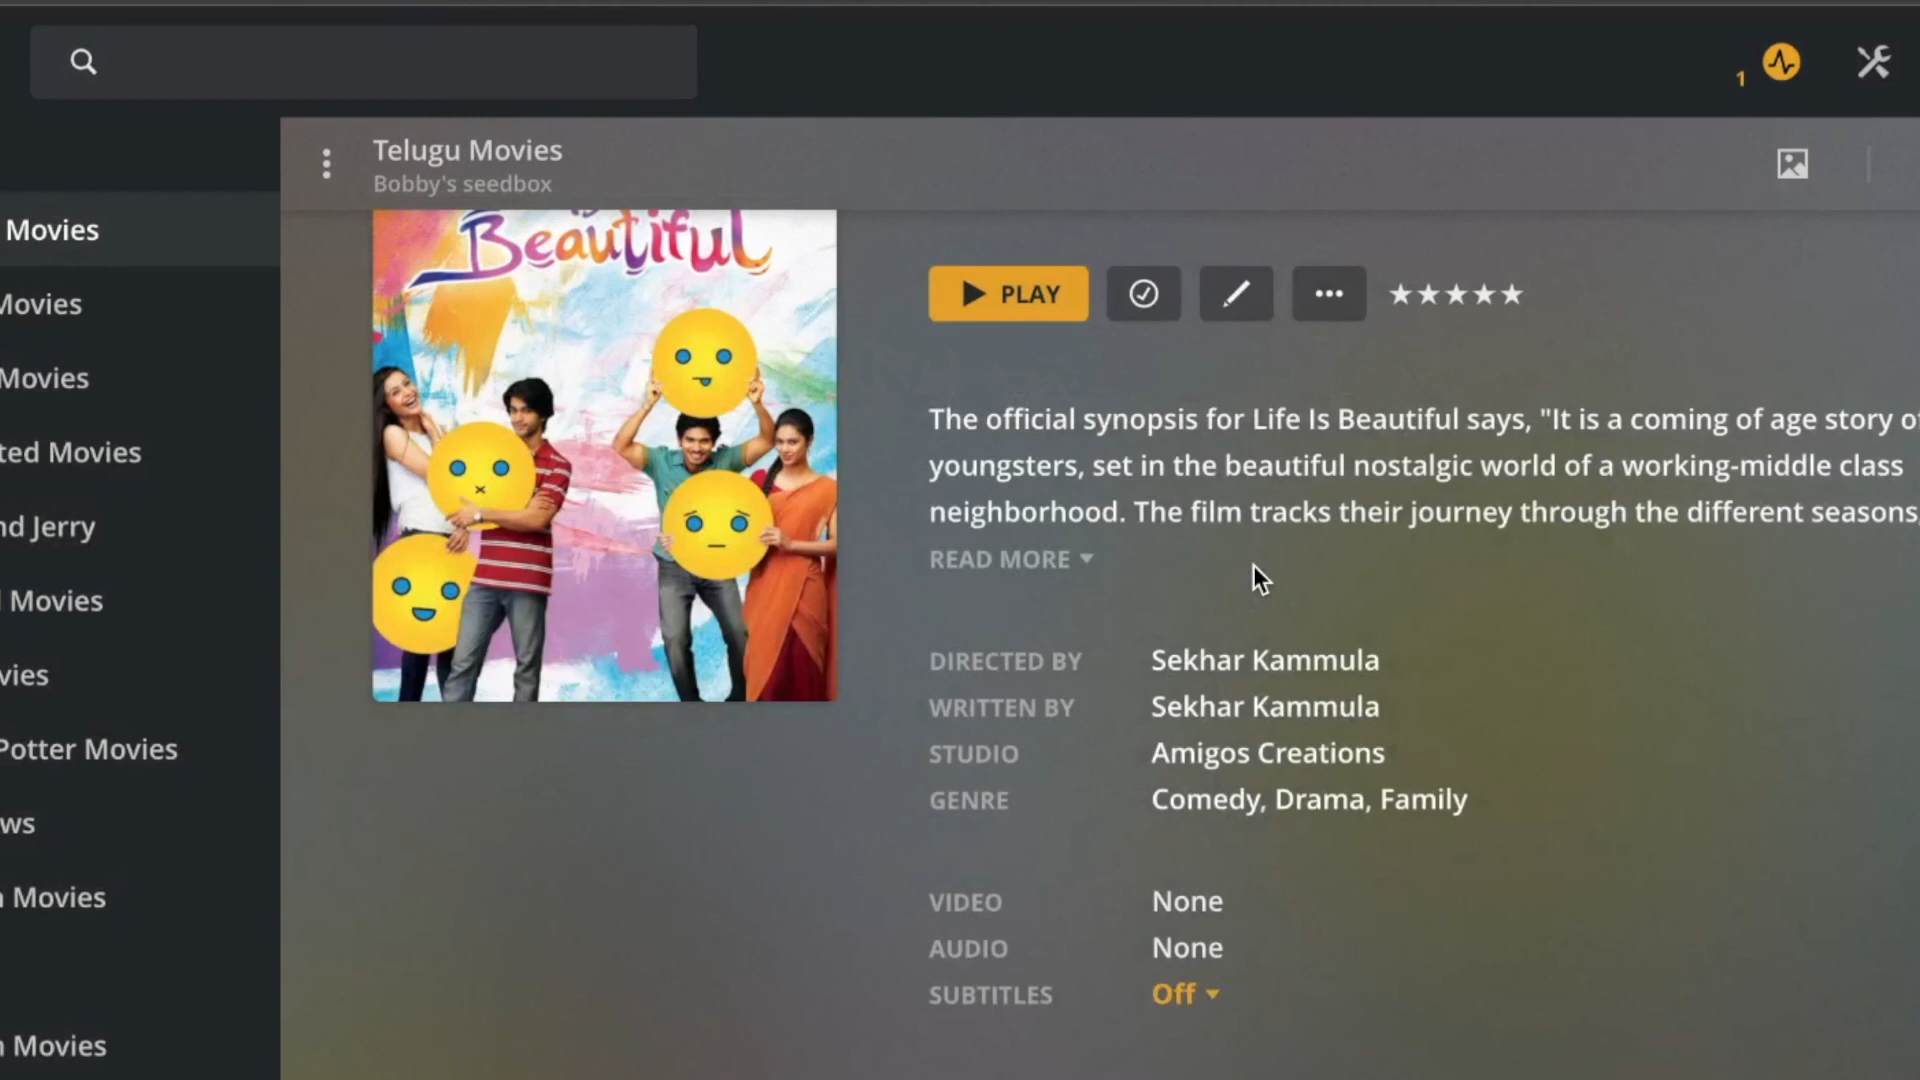 1
Telugu Movies
Bobby's seedbox
Movies
Movies
Movies
ted Movies
nd Jerry
Movies
vies
Potter Movies
ws
Movies
Movies
Beautiful
PLAY
The official synopsis for Life Is Beautiful says, "It is a coming of age story of
youngsters, set in the beautiful nostalgic world of a working-middle class
neighborhood. The film tracks their journey through the different seasons,
READ MORE
DIRECTED BY Sekhar Kammula
WRITTEN BY Sekhar Kammula
STUDIO Amigos Creations
GENRE Comedy, Drama, Family
VIDEO None
AUDIO None
SUBTITLES Off